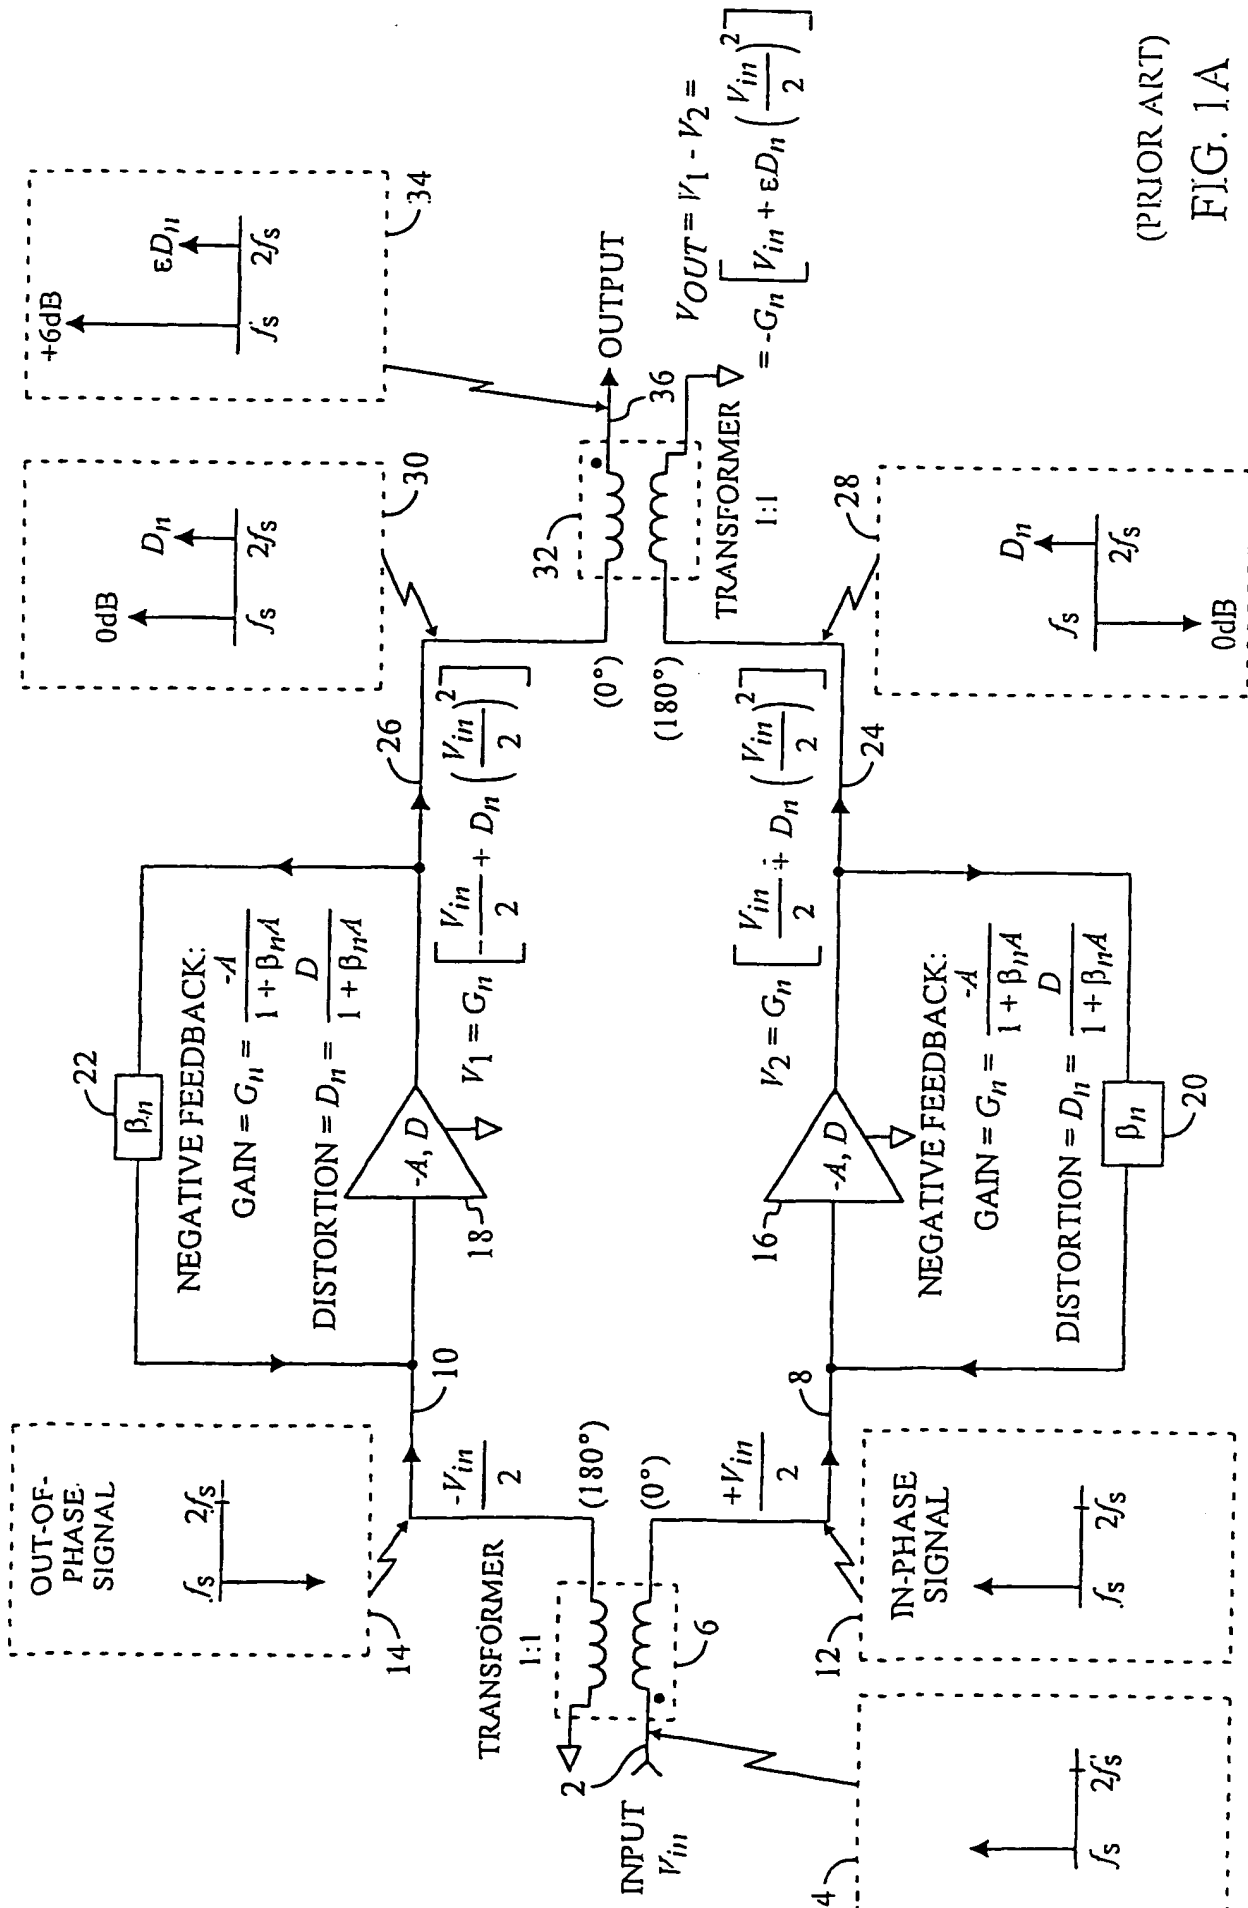 OUT-OF-
PHASE
SIGNAL
fs 2fs
14
10
-Vin/2
(180°)
TRANSFORMER
1:1
INPUT
Vin
2
6
(0°)
+Vin/2
8
4
fs 2fs
12
IN-PHASE
SIGNAL
fs 2fs
22
βn
NEGATIVE FEEDBACK:
GAIN = Gn = -A/(1 + βnA)
DISTORTION = Dn = D/(1 + βnA)
18
-A, D
V1 = Gn[-Vin/2 + Dn(Vin/2)²]
26
16
-A, D
V2 = Gn[Vin/2 + Dn(Vin/2)²]
24
NEGATIVE FEEDBACK:
GAIN = Gn = -A/(1 + βnA)
DISTORTION = Dn = D/(1 + βnA)
βn
20
0dB
Dn
fs 2fs
30
+6dB
εDn
fs 2fs
34
(0°)
(180°)
32
36
OUTPUT
TRANSFORMER
1:1
VOUT = V1 - V2 =
= -Gn[Vin + εDn(Vin/2)²]
28
Dn
fs 2fs
0dB
(PRIOR ART)
FIG. 1A